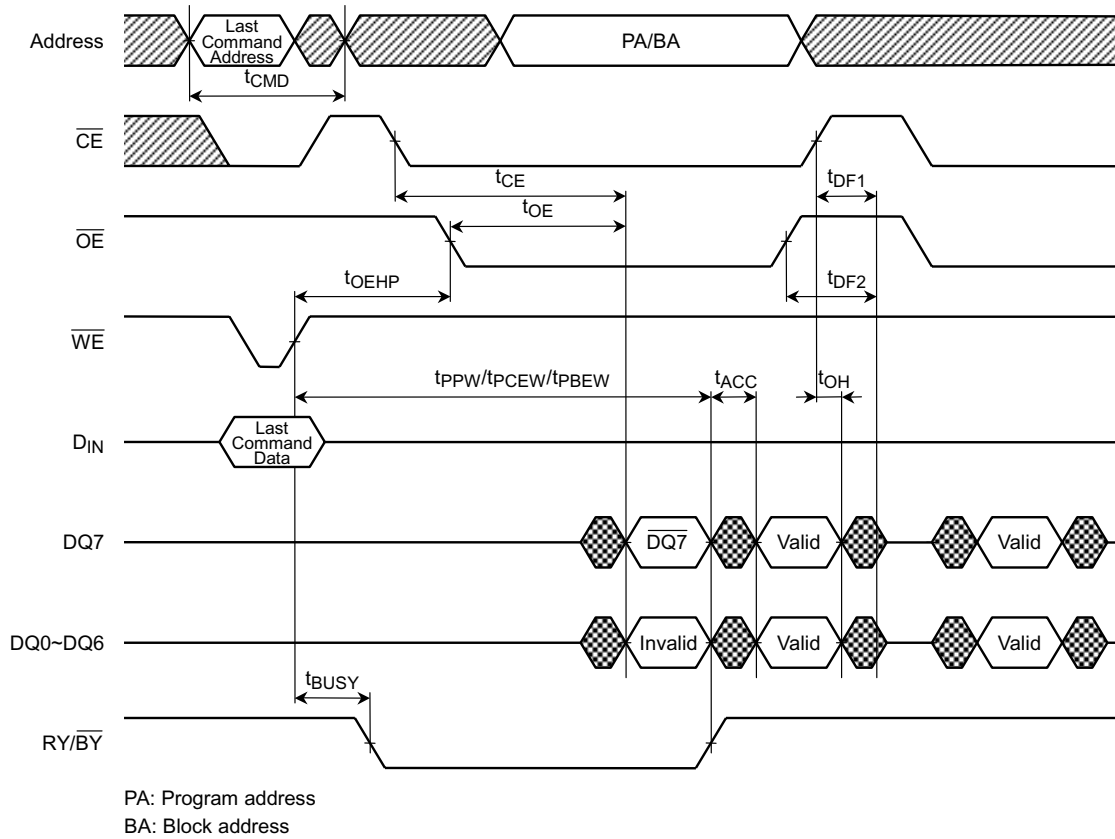 Address
Last
Command
Address
PA/BA
tCMD
CE
tCE
tDF1
OE
tOE
tOEHP
tDF2
WE
tPPW/tPCEW/tPBEW
tACC
tOH
DIN
Last
Command
Data
DQ7
DQ7
Valid
Valid
DQ0~DQ6
Invalid
Valid
Valid
tBUSY
RY/BY
PA: Program address
BA: Block address